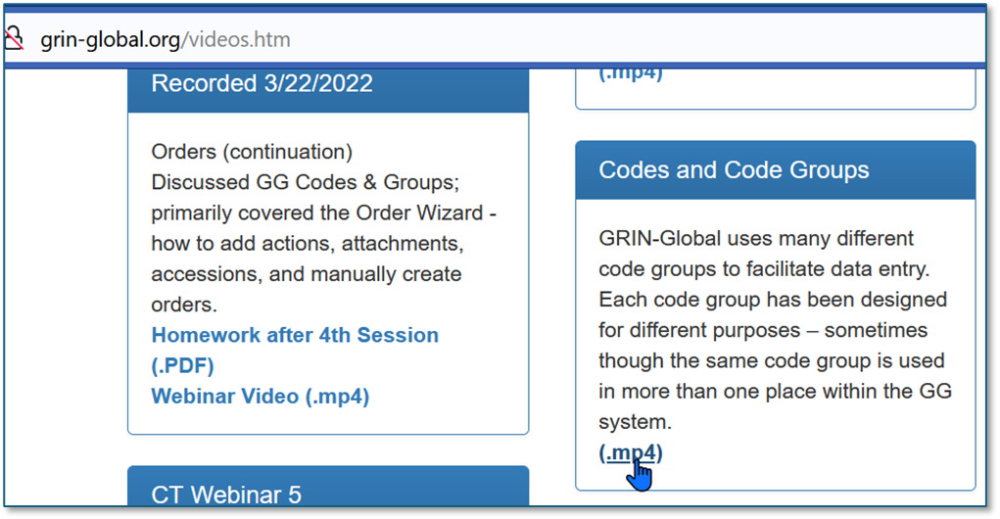 grin-global.org/videos.htm
Recorded 3/22/2022
Orders (continuation)
Discussed GG Codes & Groups;
primarily covered the Order Wizard -
how to add actions, attachments,
accessions, and manually create
orders.
Homework after 4th Session
(.PDF)
Webinar Video (.mp4)
CT Webinar 5
(.mp4)
Codes and Code Groups
GRIN-Global uses many different
code groups to facilitate data entry.
Each code group has been designed
for different purposes – sometimes
though the same code group is used
in more than one place within the GG
system.
(.mp4)